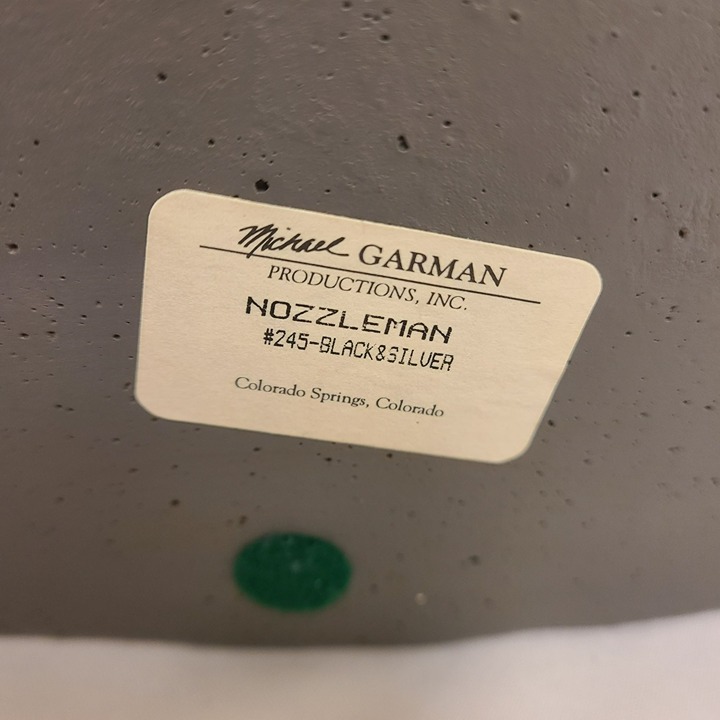 Michael GARMAN
PRODUCTIONS, INC.
NOZZLEMAN
#245-BLACK&SILVER
Colorado Springs, Colorado